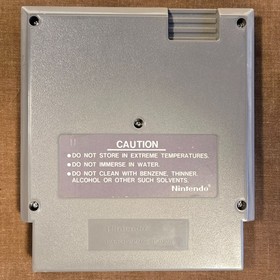 CAUTION
• DO NOT STORE IN EXTREME TEMPERATURES.
• DO NOT IMMERSE IN WATER.
• DO NOT CLEAN WITH BENZENE, THINNER,
ALCOHOL OR OTHER SUCH SOLVENTS.
Nintendo®